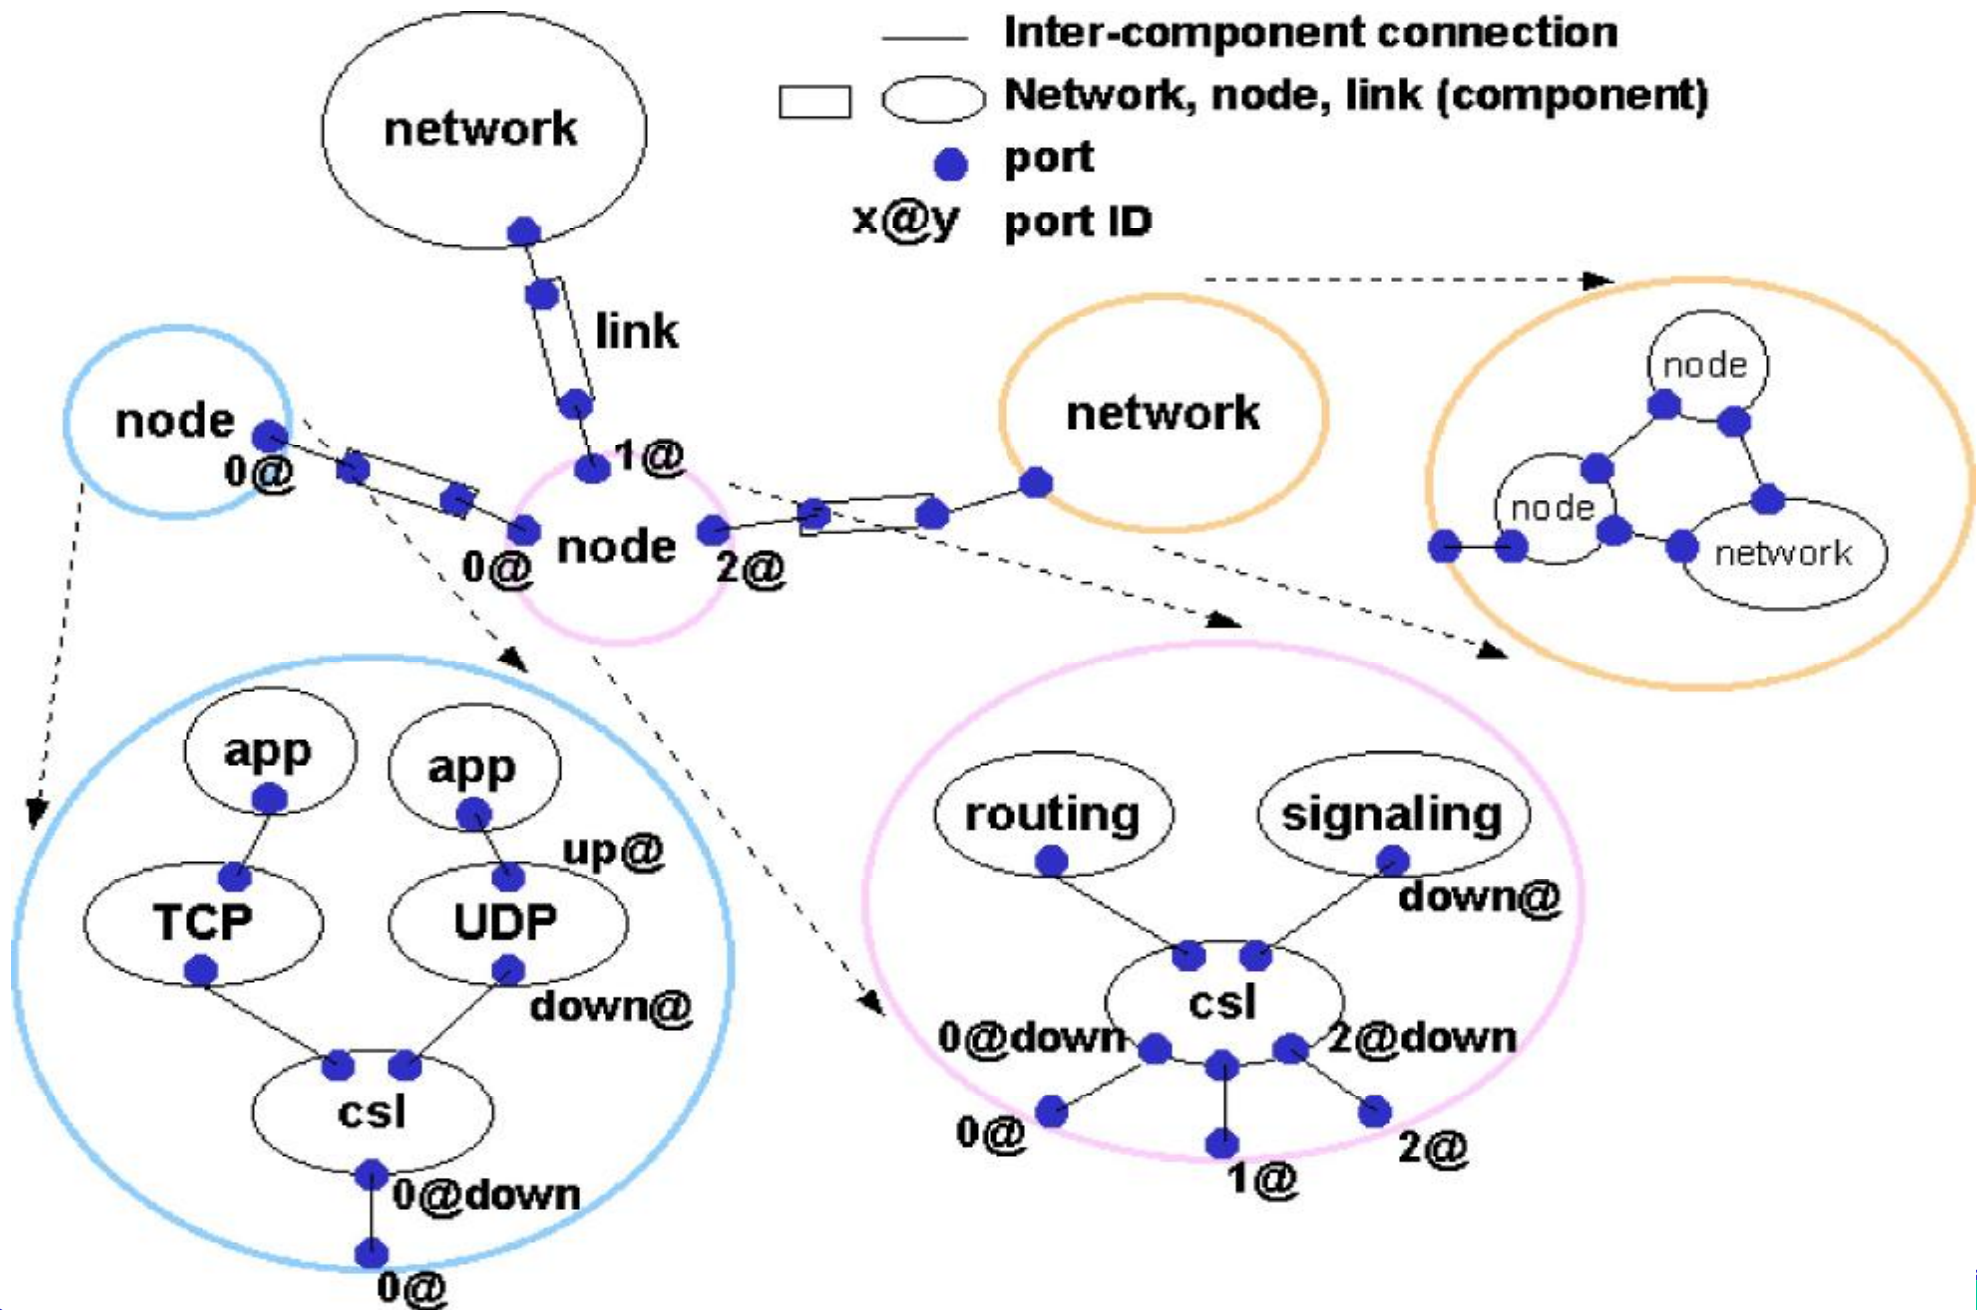 Inter-component connection
Network, node, link (component)
port
x@y port ID
network
link
node
0@
1@
0@
node
2@
network
node
node
network
app
app
up@
TCP
UDP
down@
csl
0@down
0@
routing
signaling
down@
csl
0@down
2@down
0@
1@
2@